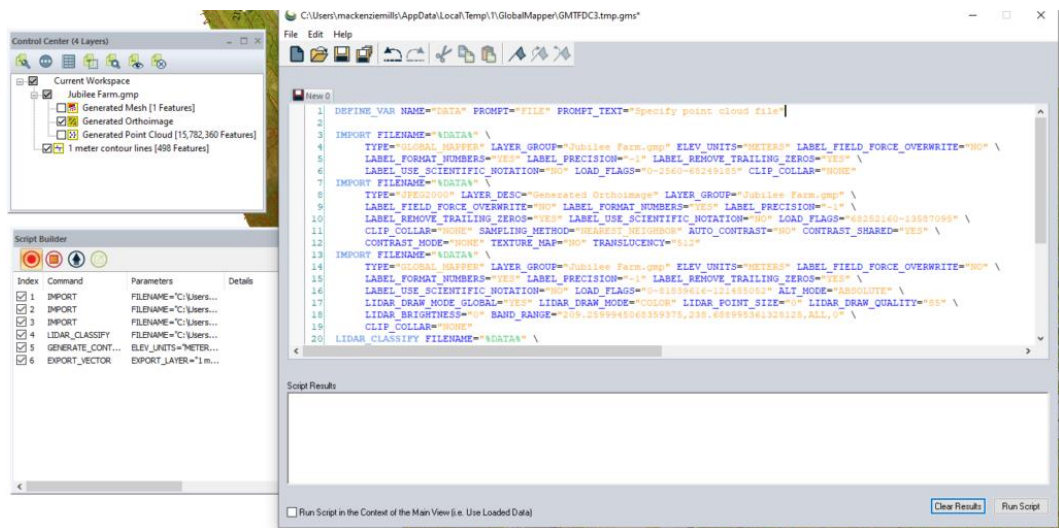 Control Center (4 Layers)
Current Workspace
Jubilee Farm.gmp
Generated Mesh [1 Features]
Generated Orthoimage
Generated Point Cloud [15,782,360 Features]
1 meter contour lines [498 Features]
Script Builder
Index Command Parameters Details
1 IMPORT FILENAME="C:\Users...
2 IMPORT FILENAME="C:\Users...
3 IMPORT FILENAME="C:\Users...
4 LIDAR_CLASSIFY FILENAME="C:\Users...
5 GENERATE_CONT... ELEV_UNITS="METER...
6 EXPORT_VECTOR EXPORT_LAYER="1 m...
C:\Users\mackenziemills\AppData\Local\Temp\1\GlobalMapper\GMTFDC3.tmp.gms*
File Edit Help
New 0
1 DEFINE_VAR NAME="DATA" PROMPT="FILE" PROMPT_TEXT="Specify point cloud file"
2
3 IMPORT FILENAME="%DATA%" \
4 TYPE="GLOBAL_MAPPER" LAYER_GROUP="Jubilee Farm.gmp" ELEV_UNITS="METERS" LABEL_FIELD_FORCE_OVERWRITE="NO" \
5 LABEL_FORMAT_NUMBERS="YES" LABEL_PRECISION="-1" LABEL_REMOVE_TRAILING_ZEROS="YES" \
6 LABEL_USE_SCIENTIFIC_NOTATION="NO" LOAD_FLAGS="0-2560-68249185" CLIP_COLLAR="NONE"
7 IMPORT FILENAME="%DATA%" \
8 TYPE="JPEG2000" LAYER_DESC="Generated Orthoimage" LAYER_GROUP="Jubilee Farm.gmp" \
9 LABEL_FIELD_FORCE_OVERWRITE="NO" LABEL_FORMAT_NUMBERS="YES" LABEL_PRECISION="-1" \
10 LABEL_REMOVE_TRAILING_ZEROS="YES" LABEL_USE_SCIENTIFIC_NOTATION="NO" LOAD_FLAGS="68252160-13587095" \
11 CLIP_COLLAR="NONE" SAMPLING_METHOD="NEAREST_NEIGHBOR" AUTO_CONTRAST="NO" CONTRAST_SHARED="YES" \
12 CONTRAST_MODE="NONE" TEXTURE_MAP="NO" TRANSLUCENCY="512"
13 IMPORT FILENAME="%DATA%" \
14 TYPE="GLOBAL_MAPPER" LAYER_GROUP="Jubilee Farm.gmp" ELEV_UNITS="METERS" LABEL_FIELD_FORCE_OVERWRITE="NO" \
15 LABEL_FORMAT_NUMBERS="YES" LABEL_PRECISION="-1" LABEL_REMOVE_TRAILING_ZEROS="YES" \
16 LABEL_USE_SCIENTIFIC_NOTATION="NO" ALT_MODE="ABSOLUTE" \
17 LIDAR_DRAW_MODE_GLOBAL="YES" LIDAR_DRAW_MODE="COLOR" LIDAR_POINT_SIZE="0" LIDAR_DRAW_QUALITY="85" \
18 LIDAR_BRIGHTNESS="0" \
19 CLIP_COLLAR="NONE"
20 LIDAR_CLASSIFY FILENAME="%DATA%" \
Script Results
Run Script in the Context of the Main View (i.e. Use Loaded Data)
Clear Results Run Script